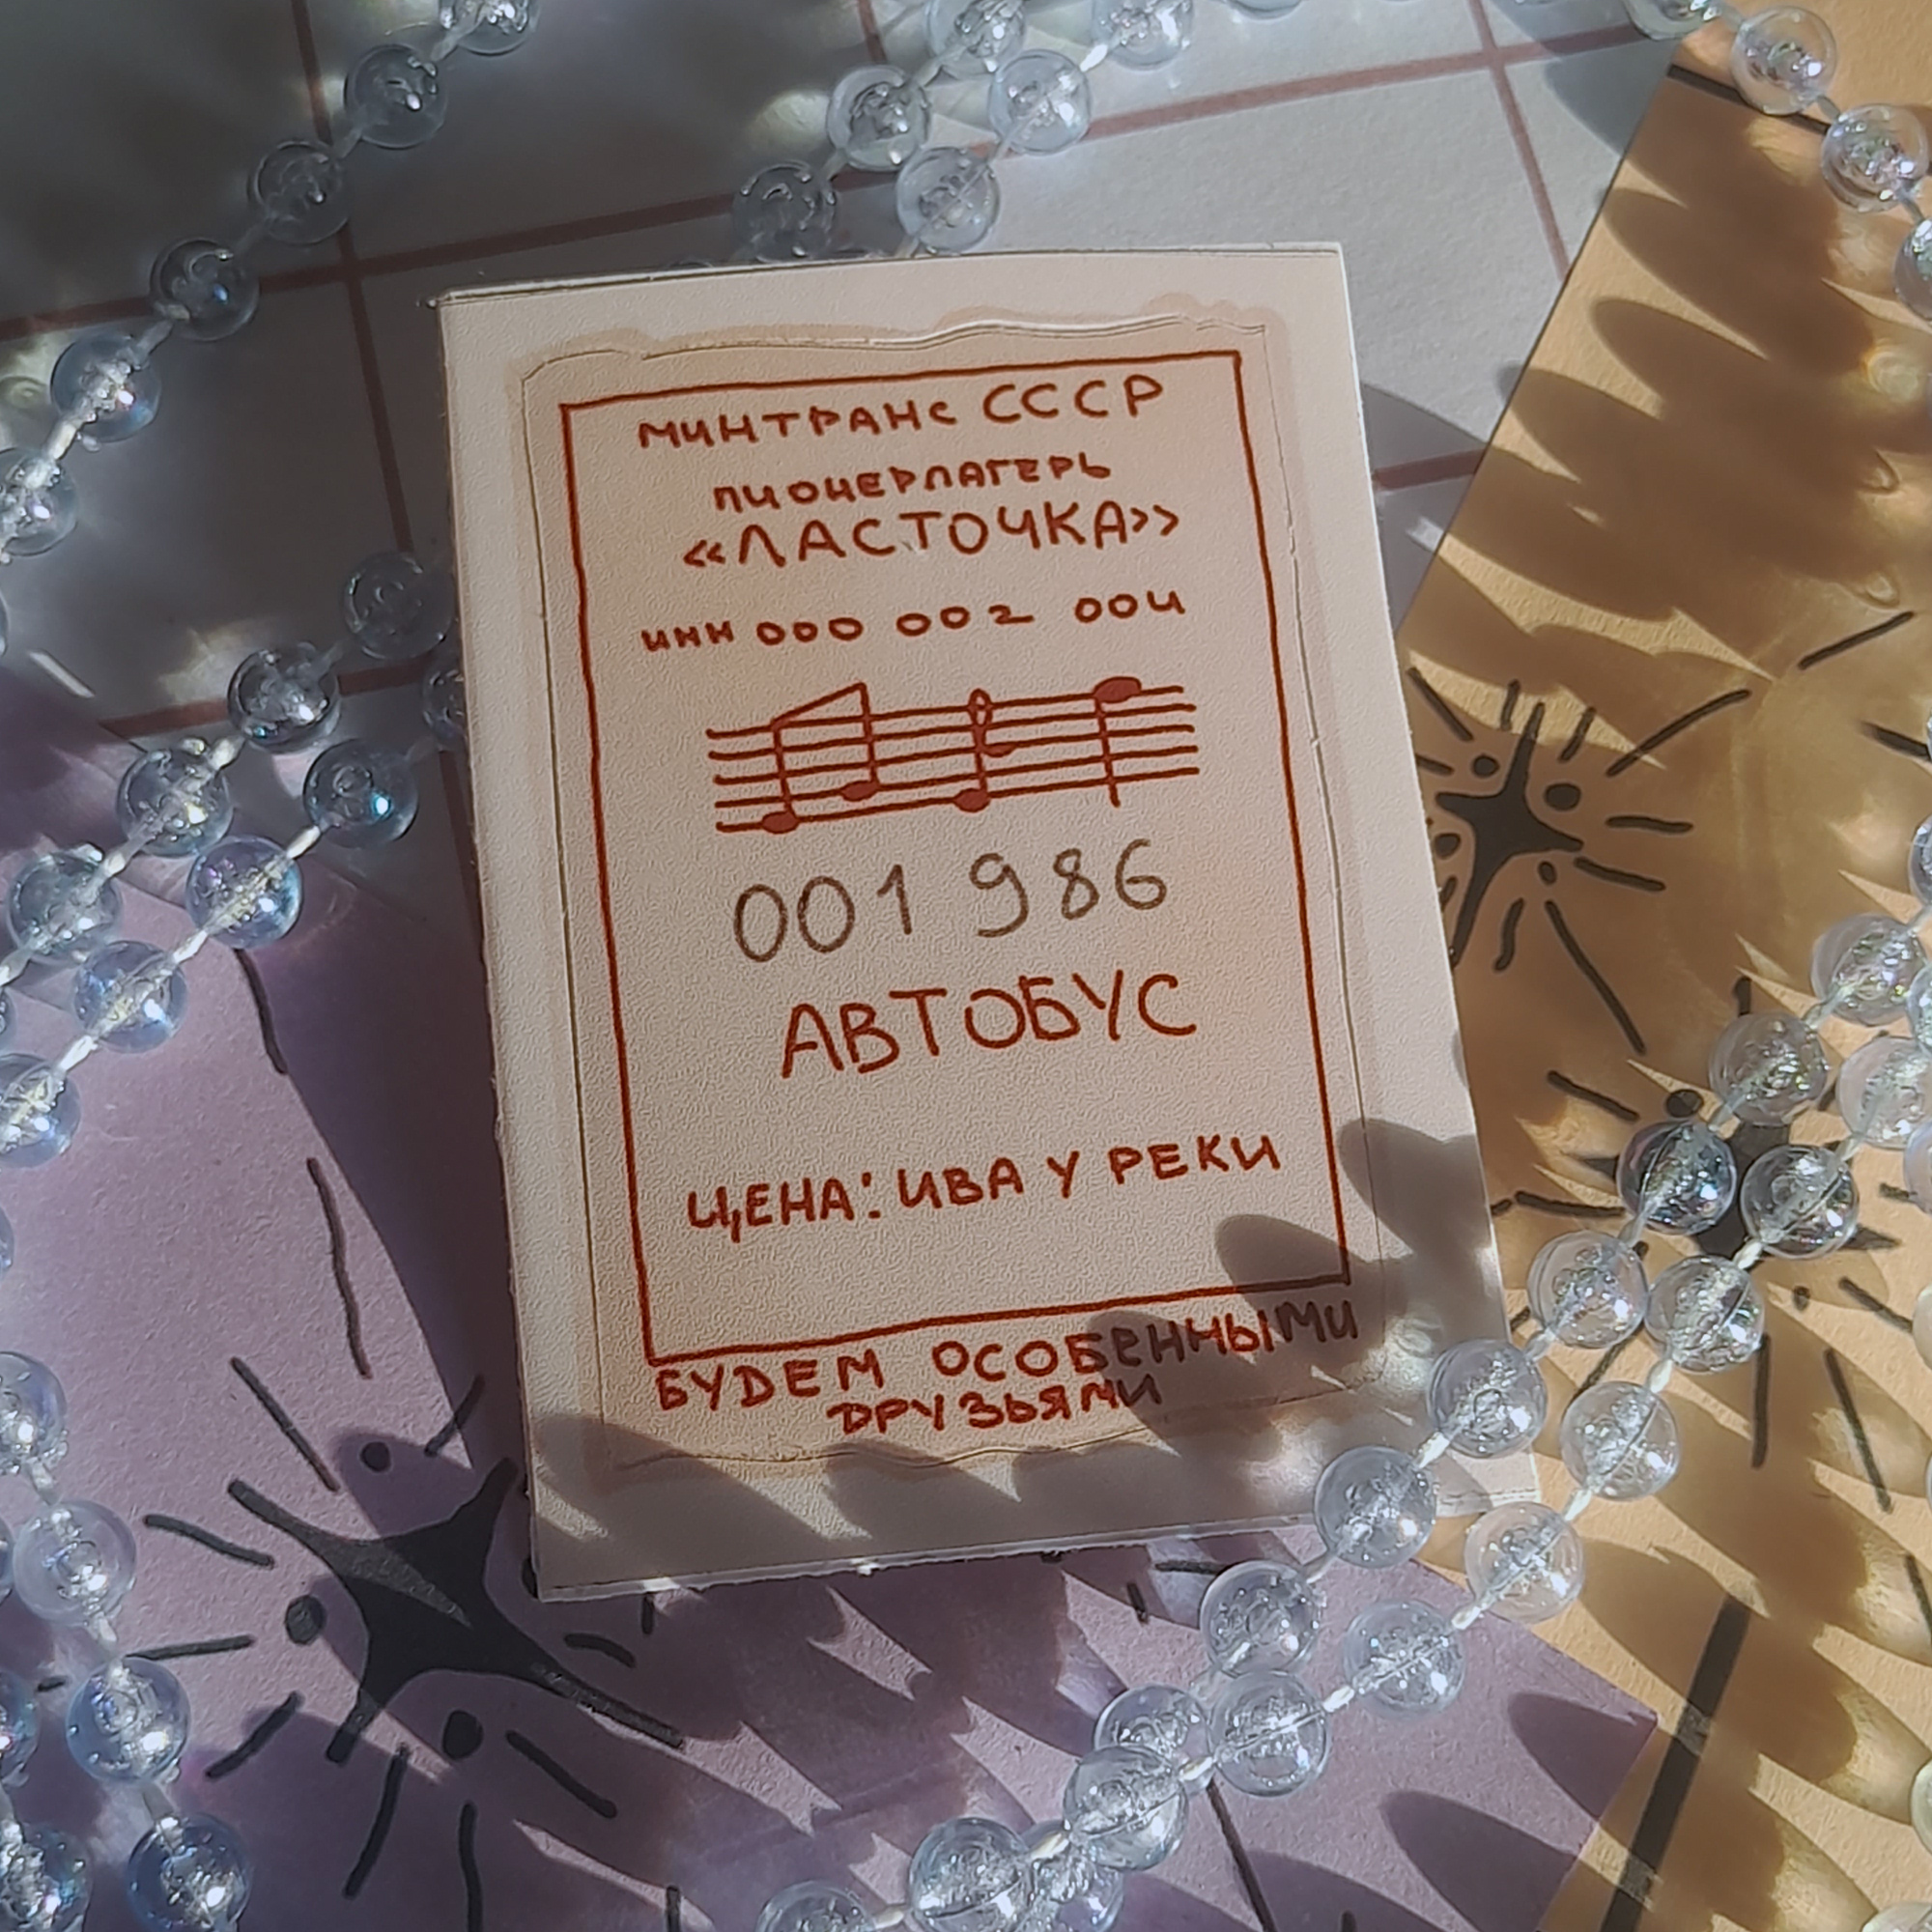 МИНТРАНС СССР
ПИОНЕРЛАГЕРЬ
«ЛАСТОЧКА»
ИНН 000 002 004
001 986
АВТОБУС
ЦЕНА: ИВА У РЕКИ
БУДЕМ ОСОБЕННЫМИ
ДРУЗЬЯМИ